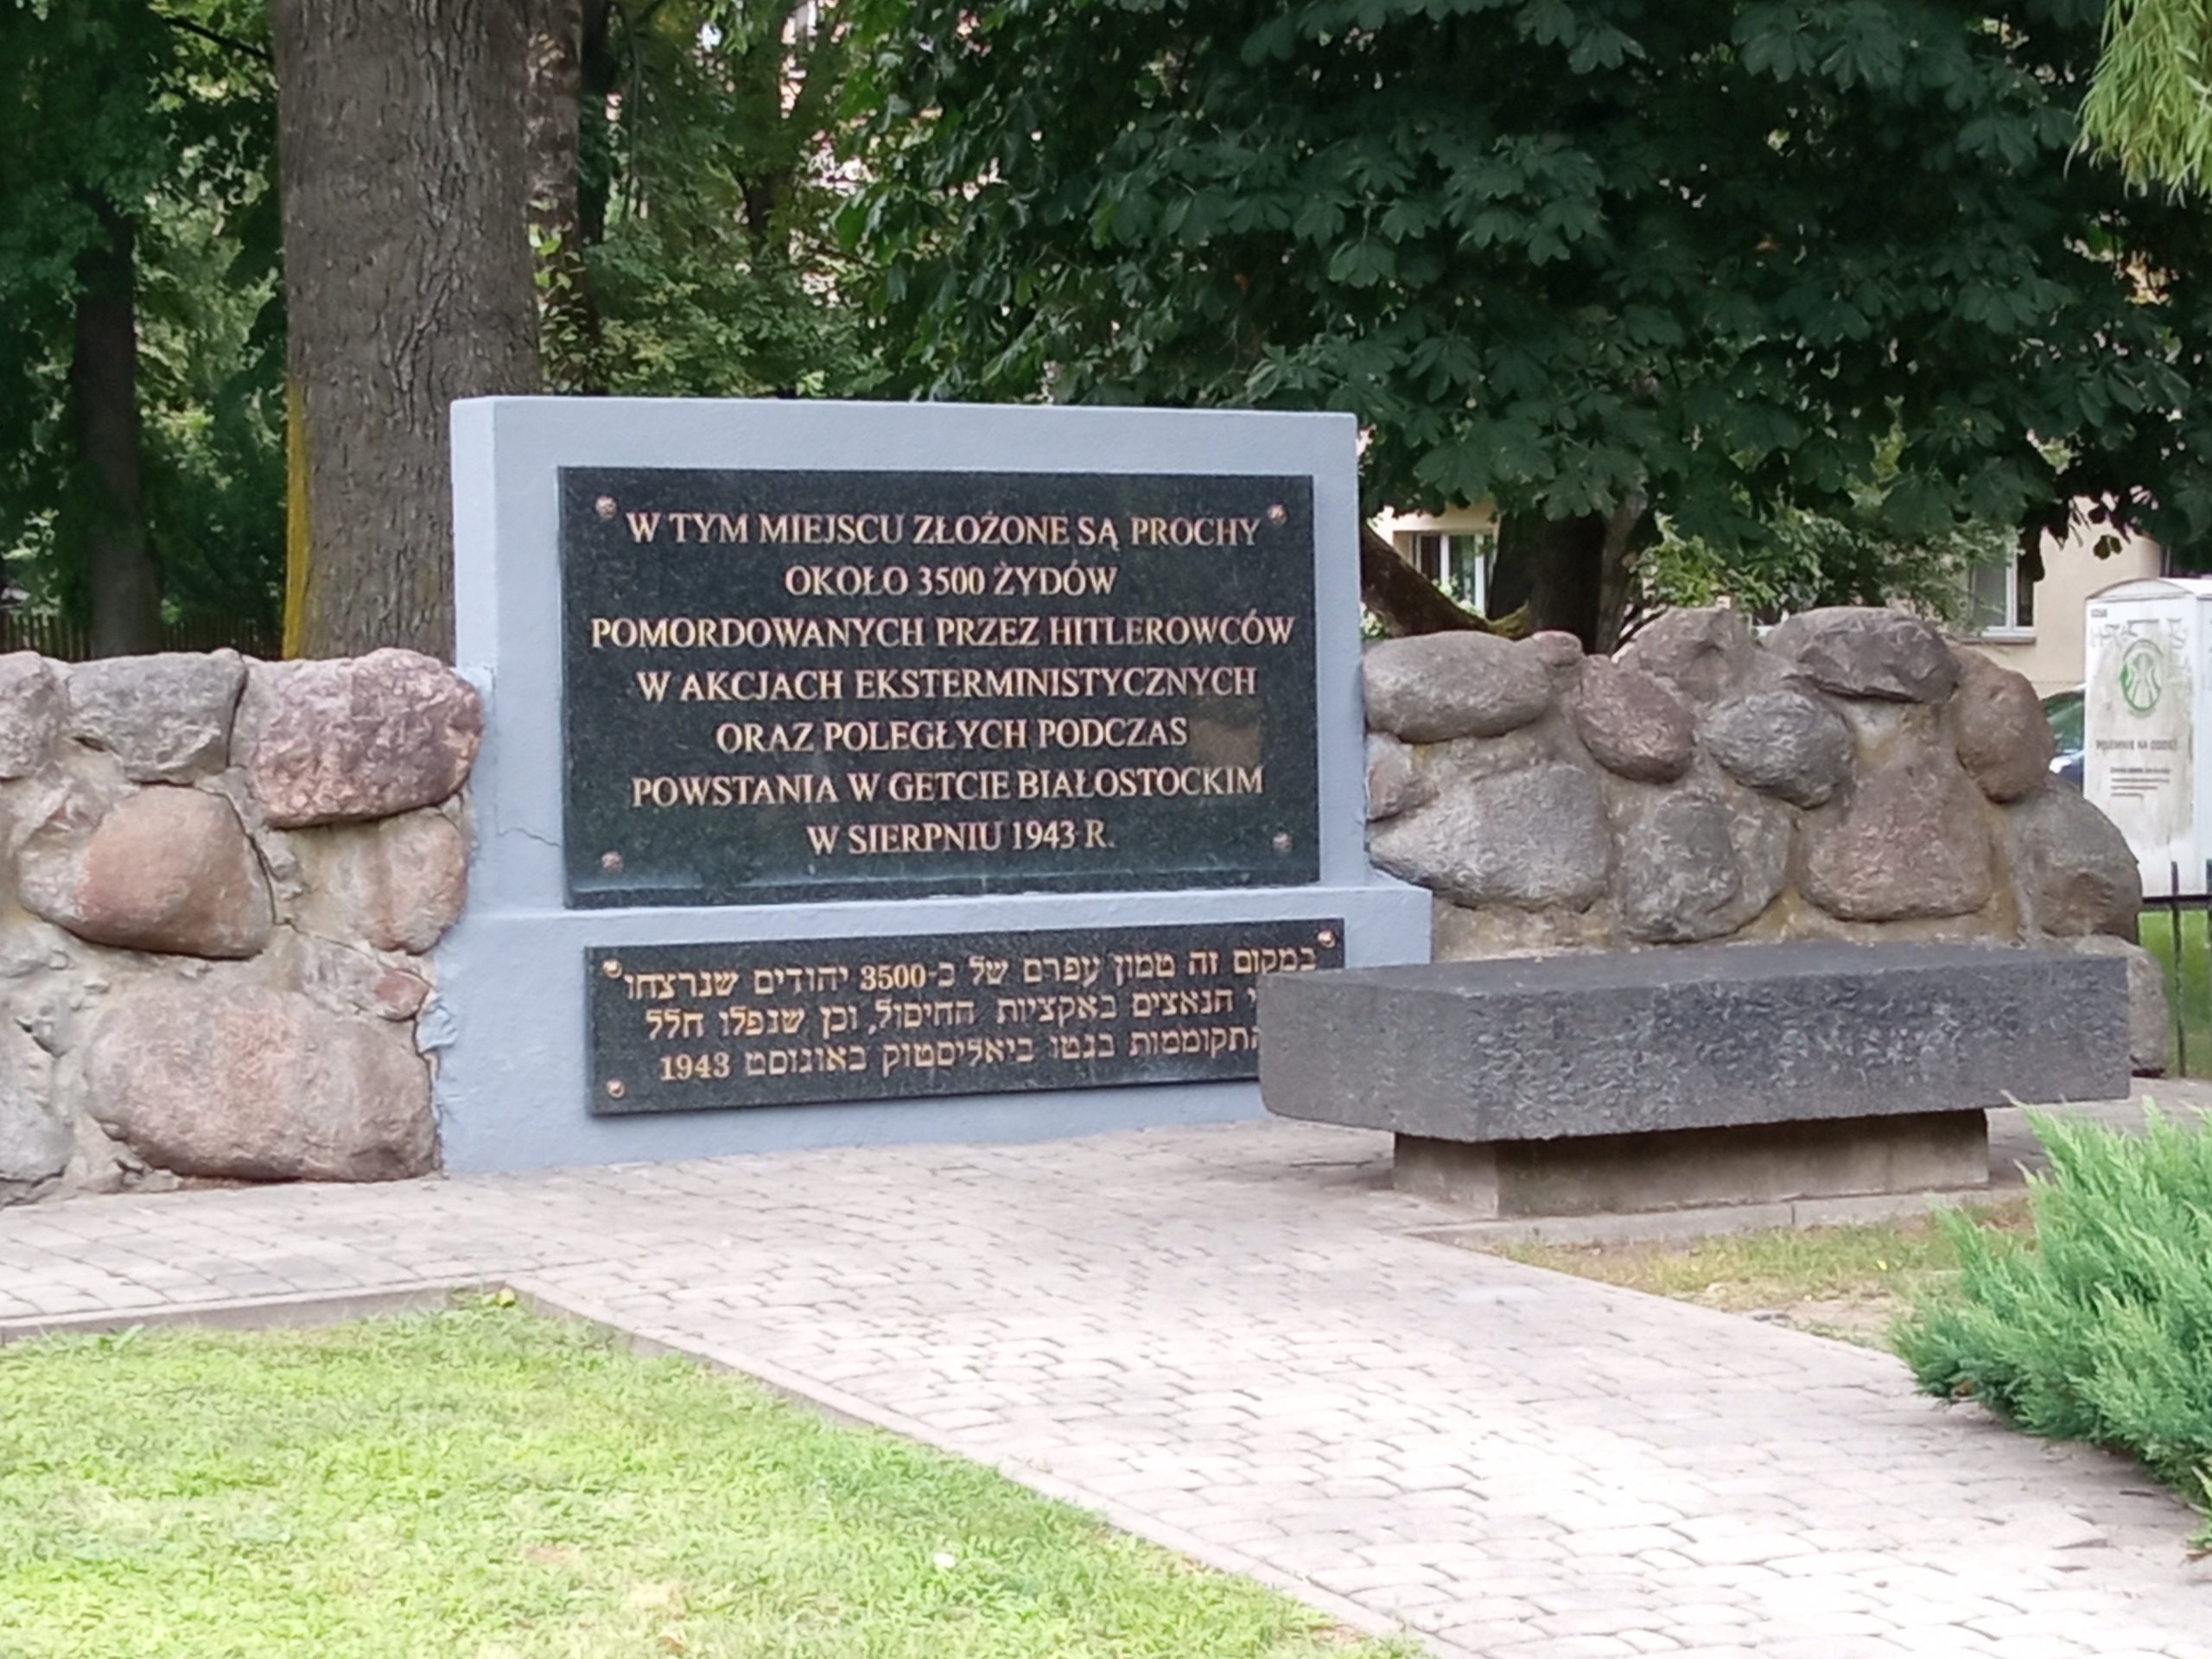 W TYM MIEJSCU ZŁOŻONE SĄ PROCHY
OKOŁO 3500 ŻYDÓW
POMORDOWANYCH PRZEZ HITLEROWCÓW
W AKCJACH EKSTERMINISTYCZNYCH
ORAZ POLEGŁYCH PODCZAS
POWSTANIA W GETCIE BIAŁOSTOCKIM
W SIERPNIU 1943 R.
במקום זה טמון עפרם של כ-3500 יהודים שנרצחו
הנאצים באקציות החיסול, וכן שנפלו חלל
התקוממות בגטו ביאליסטוק באוגוסט 1943